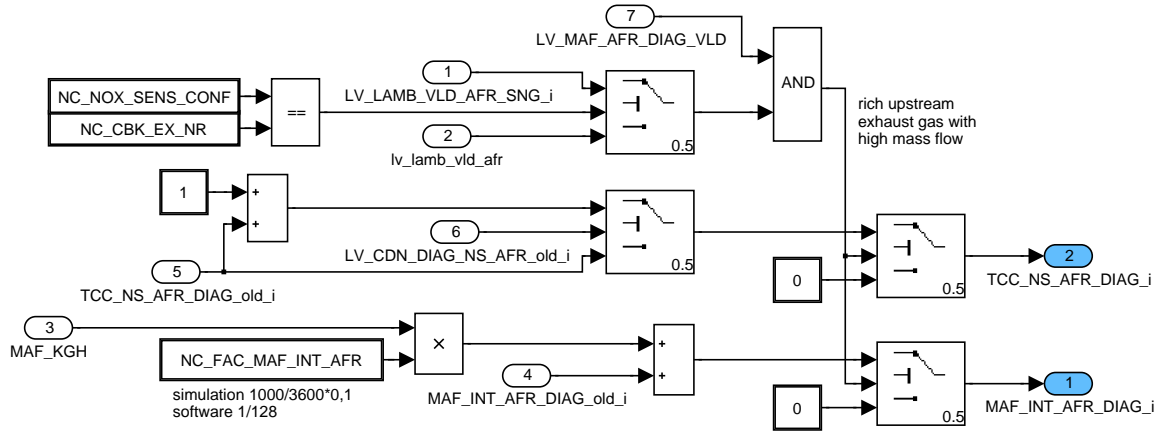 7
LV_MAF_AFR_DIAG_VLD
1
LV_LAMB_VLD_AFR_SNG_i
AND
NC_NOX_SENS_CONF
==
NC_CBK_EX_NR
2
lv_lamb_vld_afr
0.5
rich upstream
exhaust gas with
high mass flow
1
+
+
6
LV_CDN_DIAG_NS_AFR_old_i
0.5
5
TCC_NS_AFR_DIAG_old_i
0
0.5
2
TCC_NS_AFR_DIAG_i
3
MAF_KGH
×
NC_FAC_MAF_INT_AFR
simulation 1000/3600*0,1
software 1/128
+
+
4
MAF_INT_AFR_DIAG_old_i
0
0.5
1
MAF_INT_AFR_DIAG_i